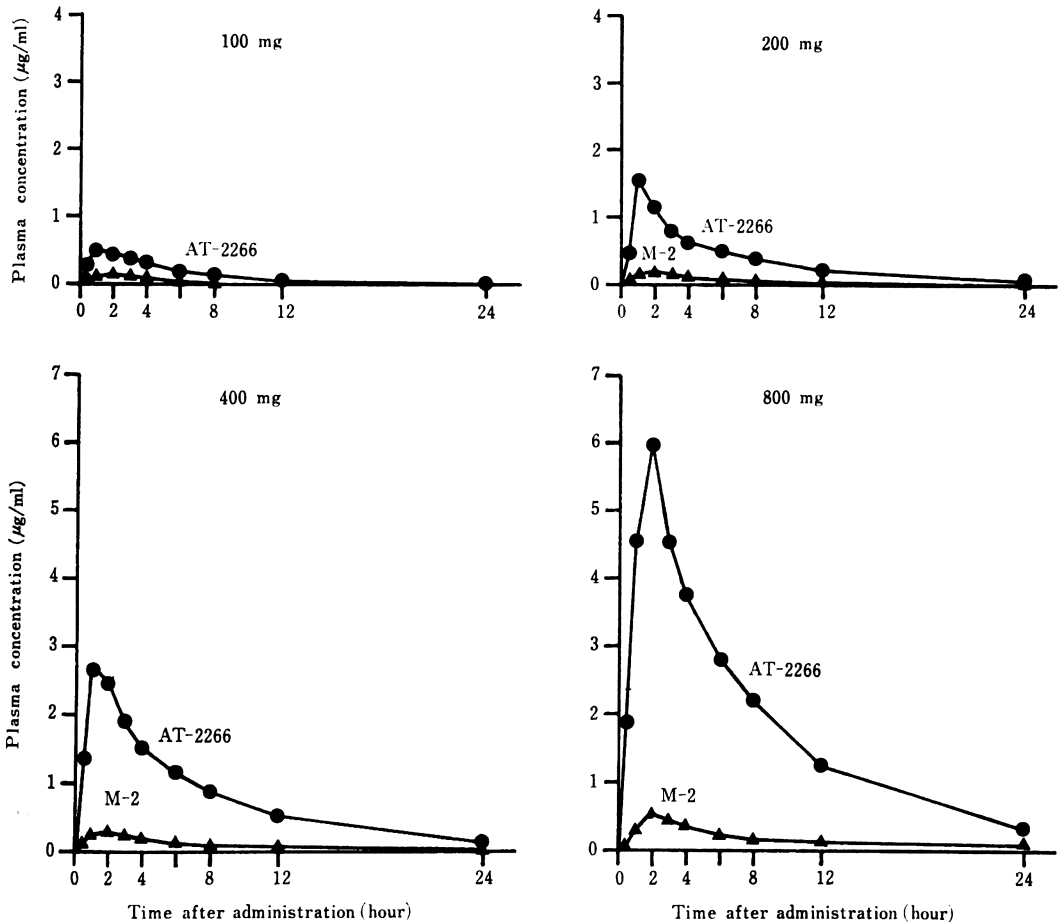 Plasma concentration (μg/ml)
4
3
2
1
0
100 mg
AT-2266
0 2 4 8 12 24
4
3
2
1
0
200 mg
AT-2266
M-2
0 2 4 8 12 24
Plasma concentration (μg/ml)
7
6
5
4
3
2
1
0
400 mg
AT-2266
M-2
0 2 4 8 12 24
Time after administration (hour)
7
6
5
4
3
2
1
0
800 mg
AT-2266
M-2
0 2 4 8 12 24
Time after administration (hour)